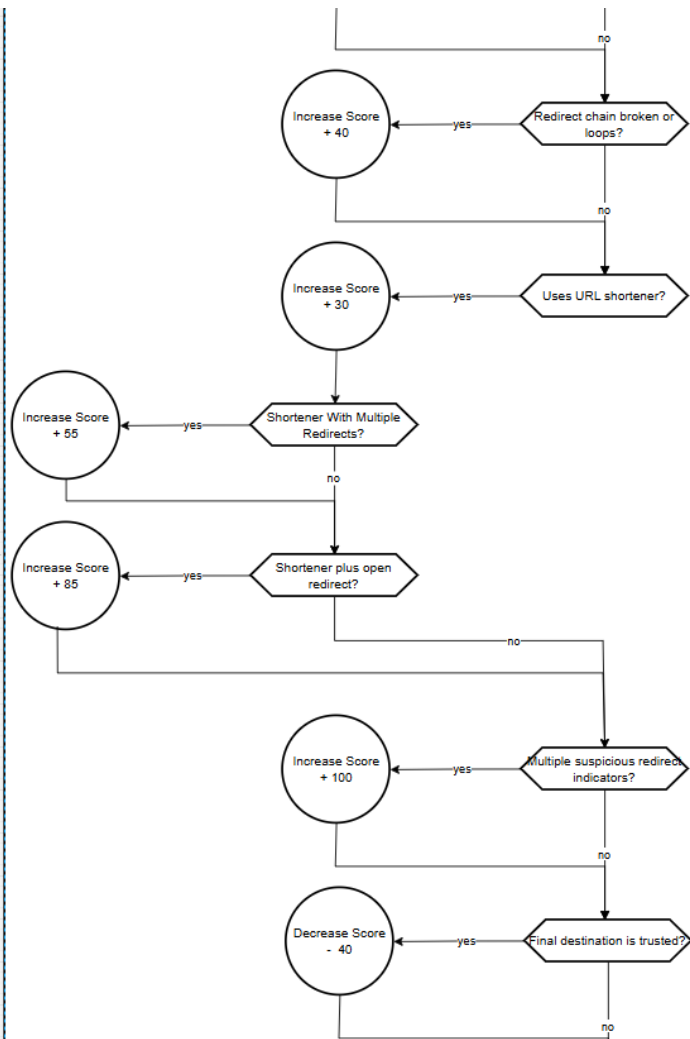 no
Increase Score
+ 40
yes
Redirect chain broken or
loops?
no
Increase Score
+ 30
yes
Uses URL shortener?
Increase Score
+ 55
yes
Shortener With Multiple
Redirects?
no
Increase Score
+ 85
yes
Shortener plus open
redirect?
no
Increase Score
+ 100
yes
Multiple suspicious redirect
indicators?
no
Decrease Score
- 40
yes
Final destination is trusted?
no